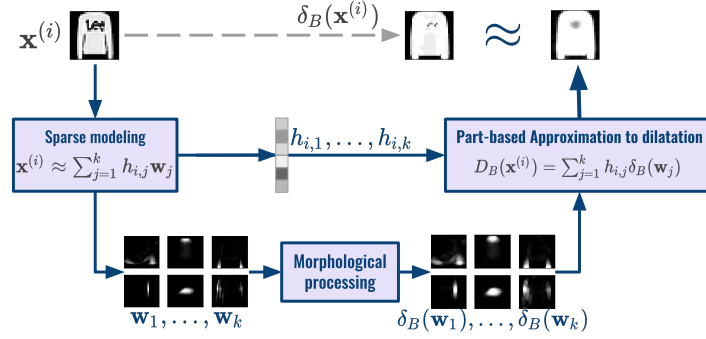 x^{(i)}
Lee
δ_B(x^{(i)})
≈
Sparse modeling
x^{(i)} ≈ ∑_{j=1}^{k} h_{i,j} w_j
h_{i,1}, . . . , h_{i,k}
Part-based Approximation to dilatation
D_B(x^{(i)}) = ∑_{j=1}^{k} h_{i,j} δ_B(w_j)
Morphological
processing
w_1, . . . , w_k
δ_B(w_1), . . . , δ_B(w_k)